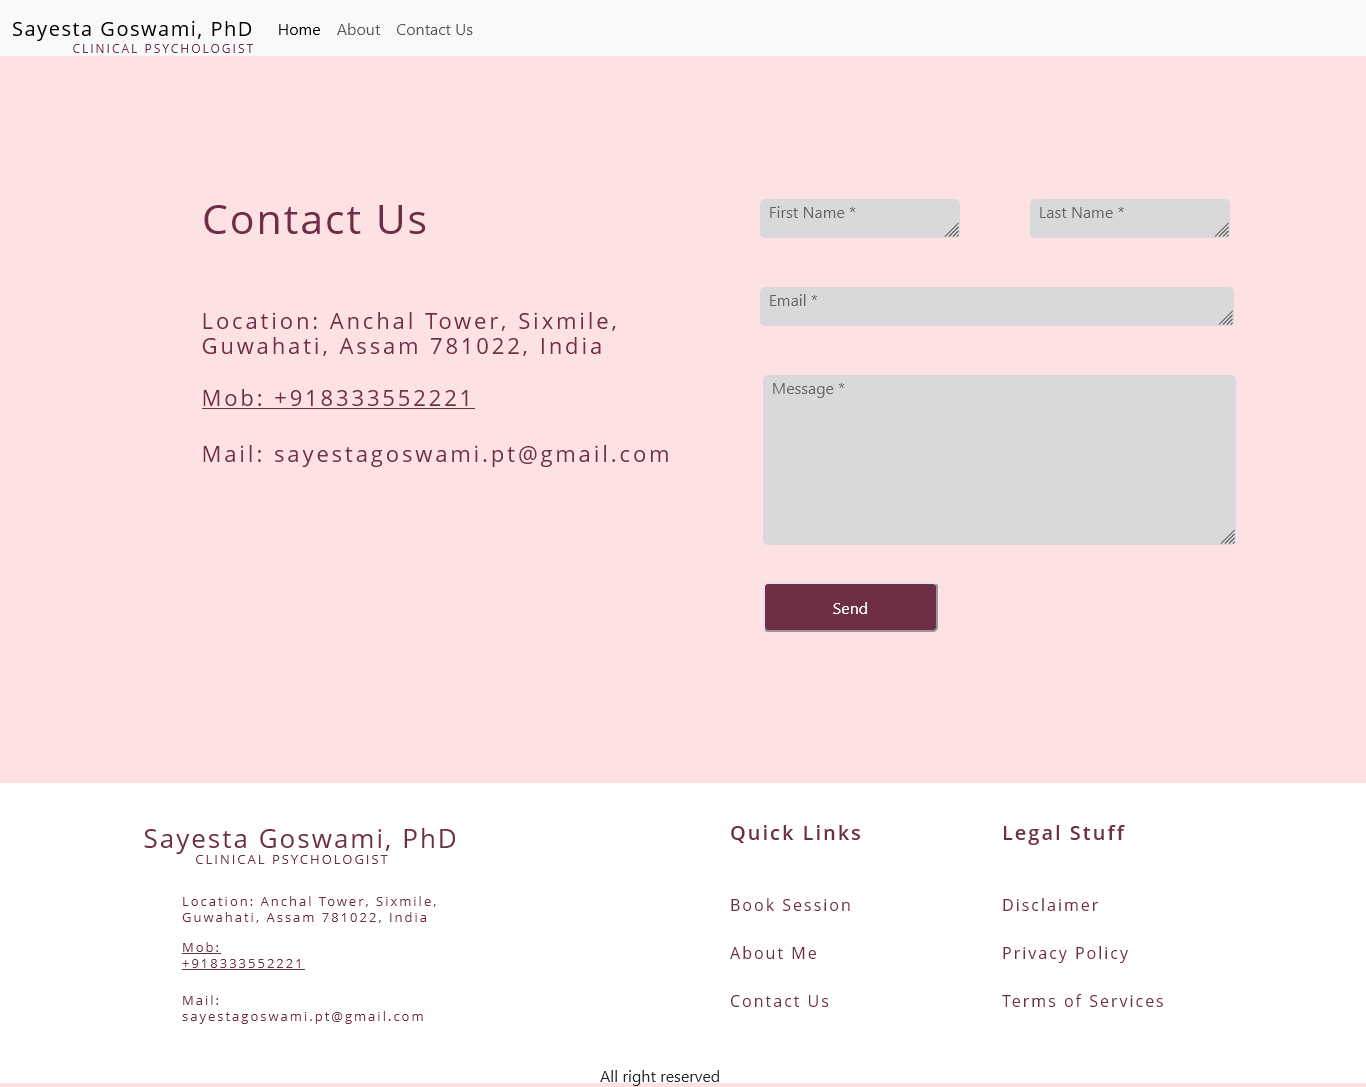 Sayesta Goswami, PhD
CLINICAL PSYCHOLOGIST
Home About Contact Us
Contact Us
Location: Anchal Tower, Sixmile,
Guwahati, Assam 781022, India
Mob: +918333552221
Mail: sayestagoswami.pt@gmail.com
First Name *
Last Name *
Email *
Message *
Send
Sayesta Goswami, PhD
CLINICAL PSYCHOLOGIST
Location: Anchal Tower, Sixmile,
Guwahati, Assam 781022, India
Mob:
+918333552221
Mail:
sayestagoswami.pt@gmail.com
Quick Links
Book Session
About Me
Contact Us
Legal Stuff
Disclaimer
Privacy Policy
Terms of Services
All right reserved